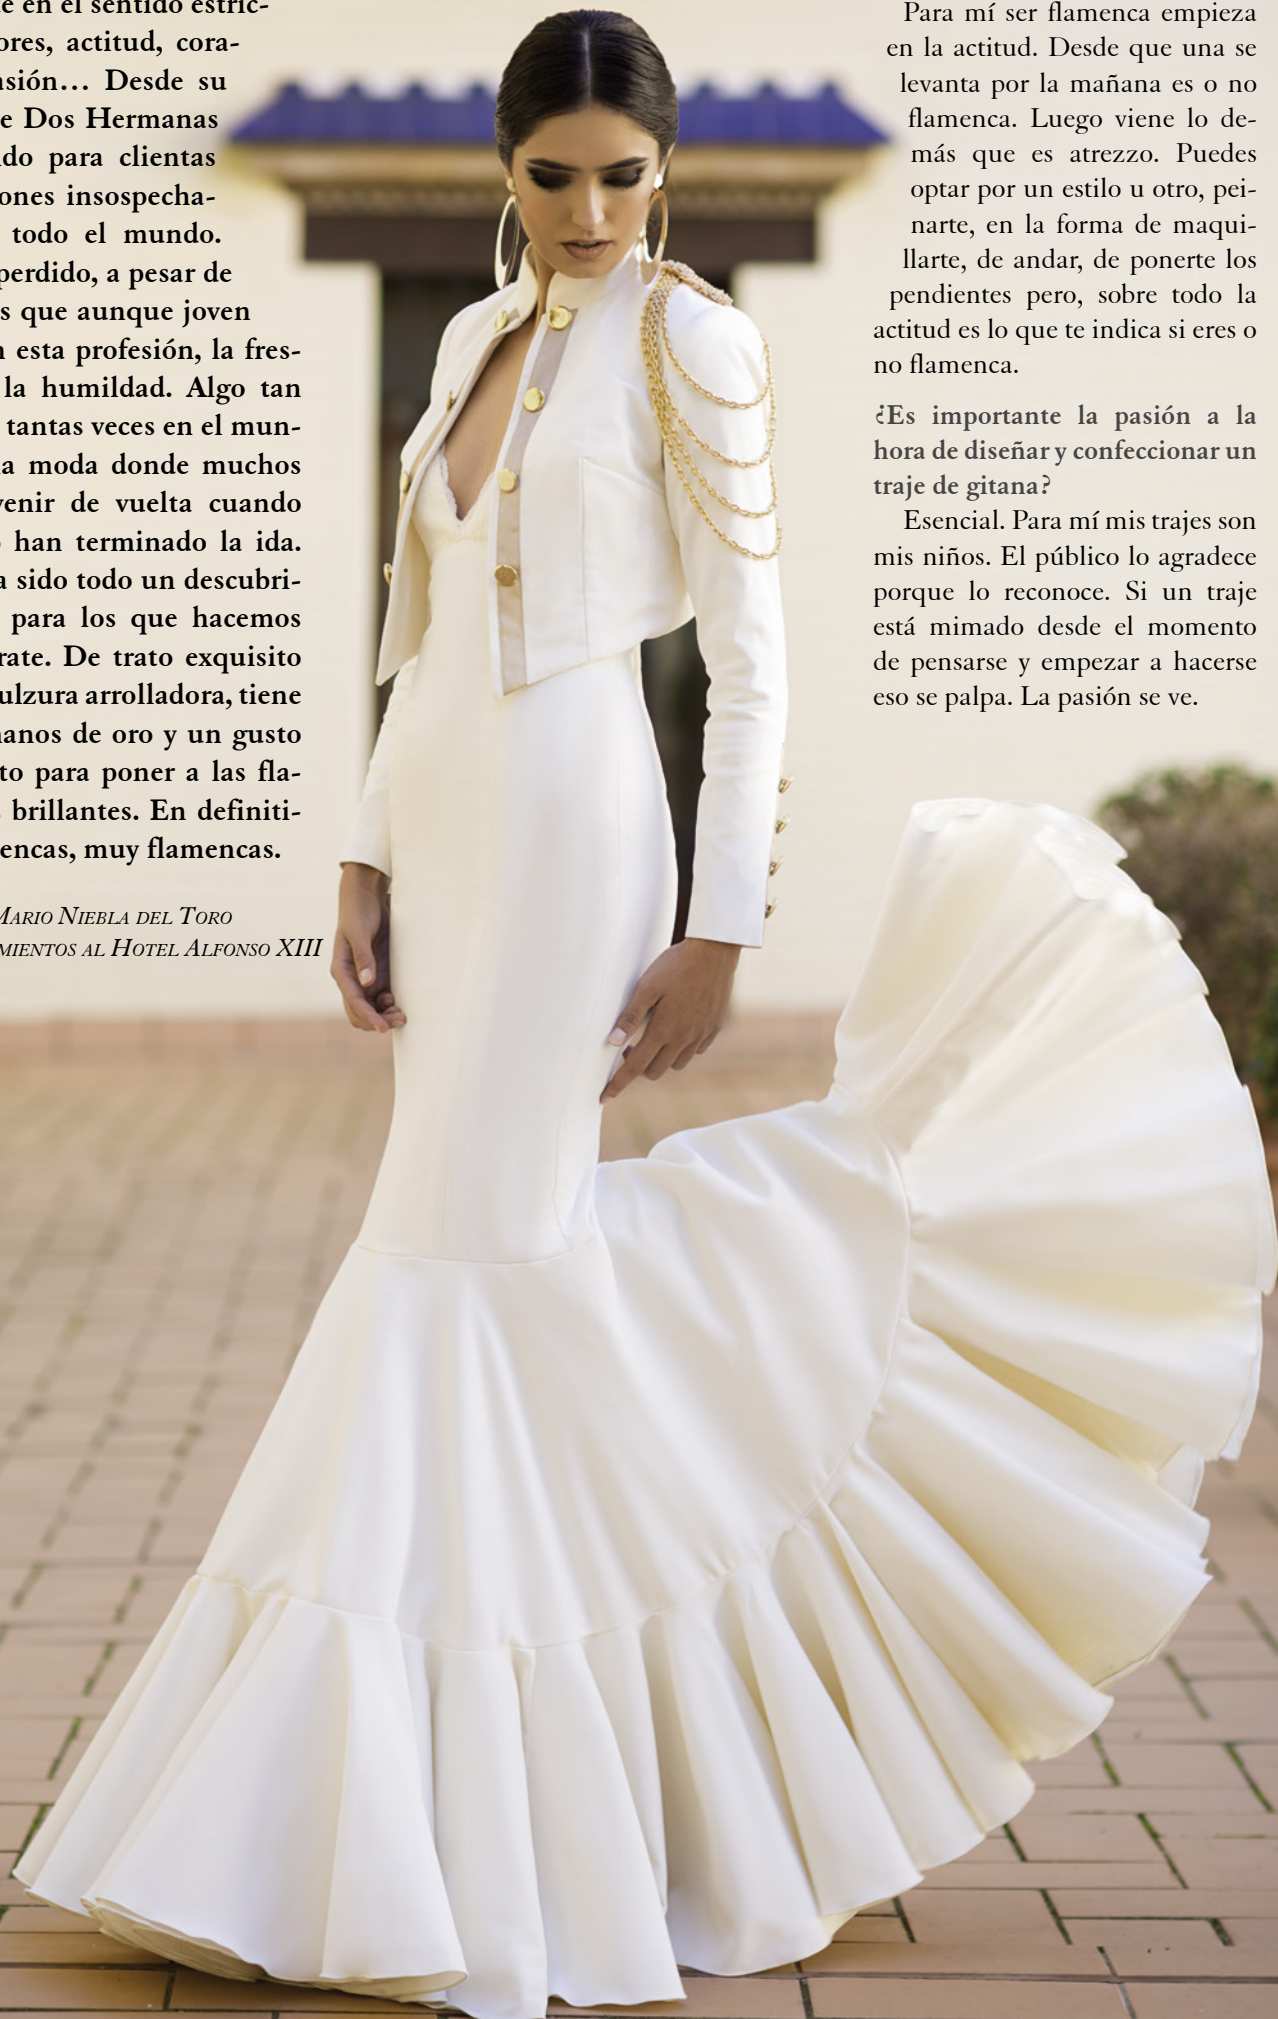 te en el sentido estric-
ores, actitud, cora-
asión... Desde su
e Dos Hermanas
do para clientas
ones insospecha-
todo el mundo.
perdido, a pesar de
s que aunque joven
n esta profesión, la fres-
la humildad. Algo tan
tantas veces en el mun-
la moda donde muchos
venir de vuelta cuando
han terminado la ida.
a sido todo un descubri-
para los que hacemos
rate. De trato exquisito
ulzura arrolladora, tiene
manos de oro y un gusto
to para poner a las fla-
brillantes. En definiti-
encas, muy flamencas.
Mario Niebla del Toro
mientos al Hotel Alfonso XIII
Para mí ser flamenca empieza
en la actitud. Desde que una se
levanta por la mañana es o no
flamenca. Luego viene lo de-
más que es atrezzo. Puedes
optar por un estilo u otro, pei-
narte, en la forma de maqui-
llarte, de andar, de ponerte los
pendientes pero, sobre todo la
actitud es lo que te indica si eres o
no flamenca.
¿Es importante la pasión a la
hora de diseñar y confeccionar un
traje de gitana?
Esencial. Para mí mis trajes son
mis niños. El público lo agradece
porque lo reconoce. Si un traje
está mimado desde el momento
de pensarse y empezar a hacerse
eso se palpa. La pasión se ve.